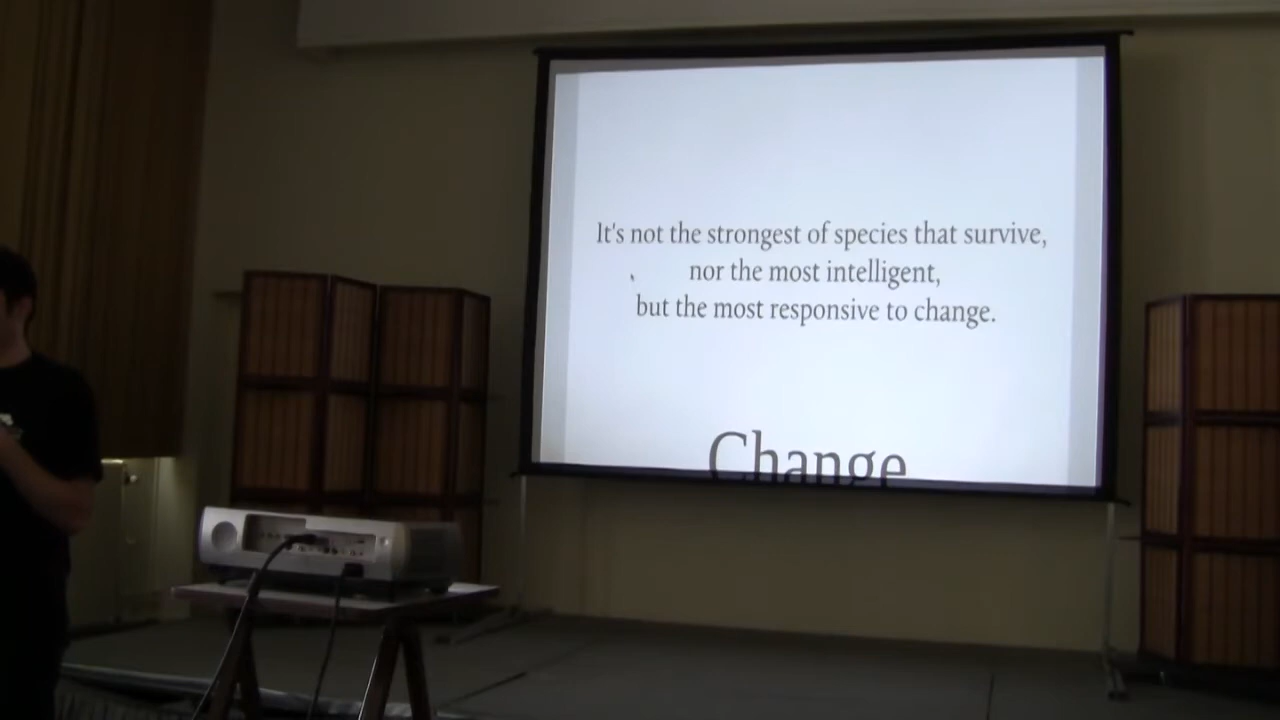 It's not the strongest of species that survive,
nor the most intelligent,
but the most responsive to change.
Change